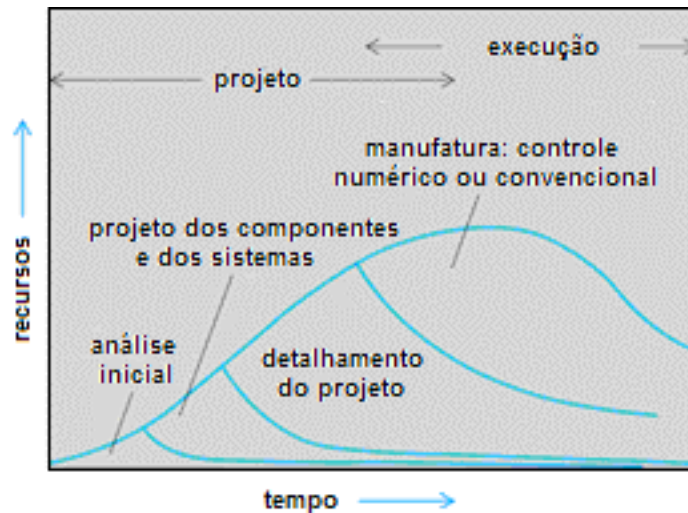 execução
projeto
manufatura: controle
numérico ou convencional
projeto dos componentes
e dos sistemas
recursos
análise
inicial
detalhamento
do projeto
tempo